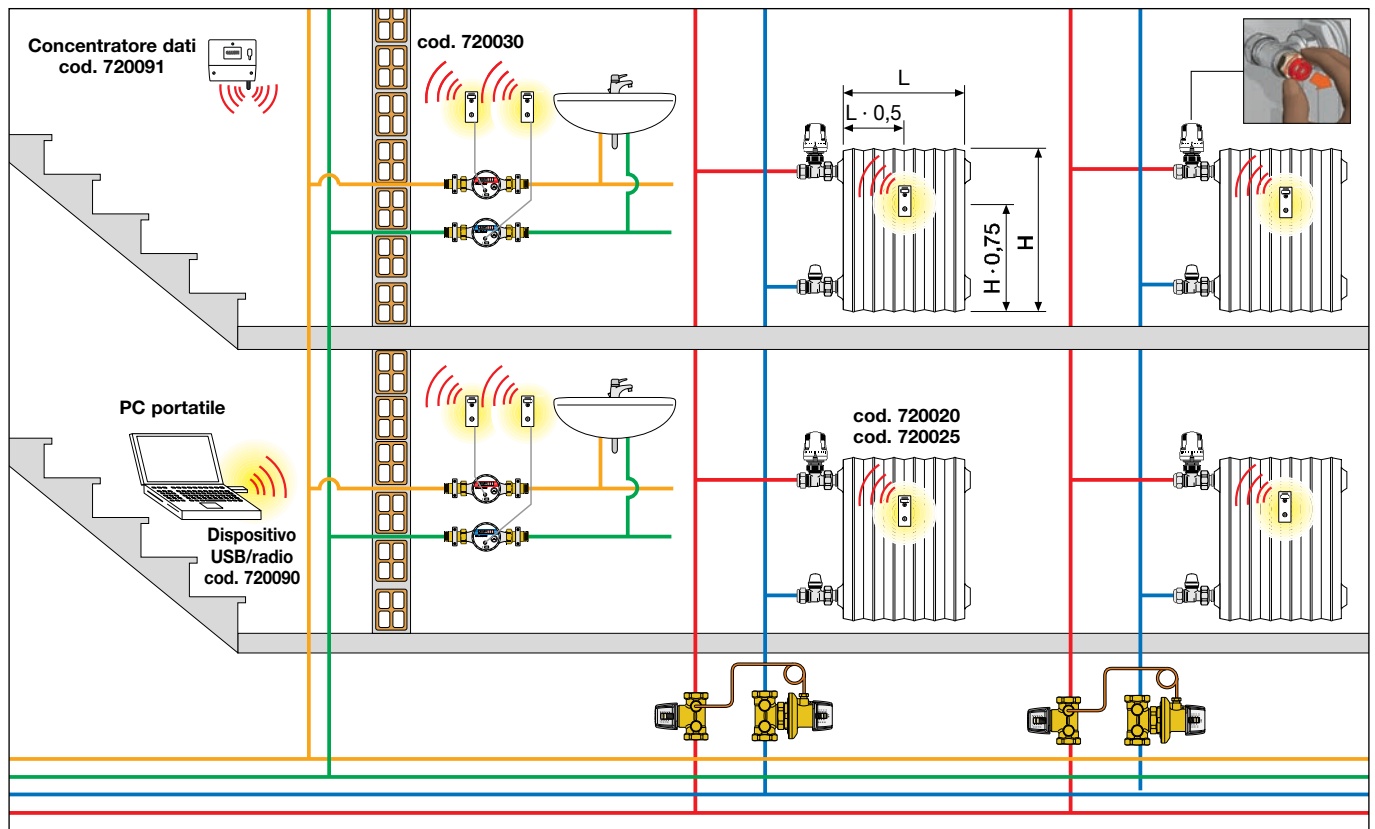 Concentratore dati
cod. 720091
cod. 720030
L
L · 0,5
H · 0,75
H
PC portatile
Dispositivo
USB/radio
cod. 720090
cod. 720020
cod. 720025